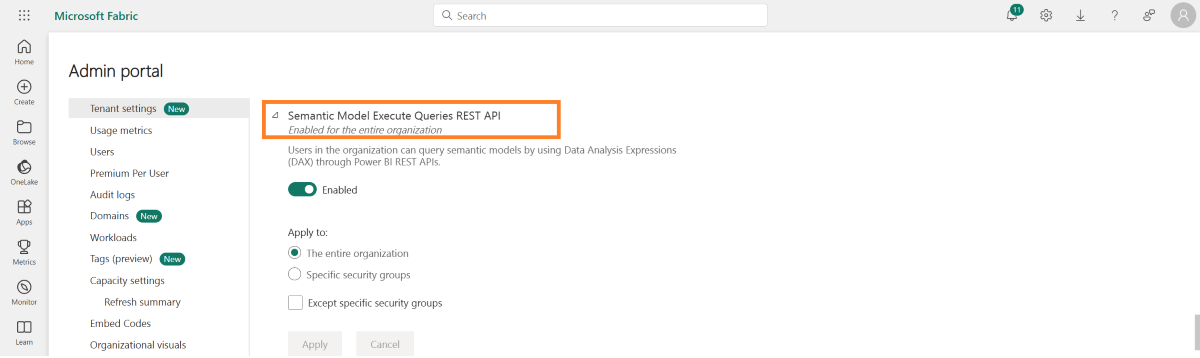 Microsoft Fabric
Search
11
Home
Create
Browse
OneLake
Apps
Metrics
Monitor
Learn
Admin portal
Tenant settings New
Usage metrics
Users
Premium Per User
Audit logs
Domains New
Workloads
Tags (preview) New
Capacity settings
Refresh summary
Embed Codes
Organizational visuals
Semantic Model Execute Queries REST API
Enabled for the entire organization
Users in the organization can query semantic models by using Data Analysis Expressions
(DAX) through Power BI REST APIs.
Enabled
Apply to:
The entire organization
Specific security groups
Except specific security groups
Apply Cancel